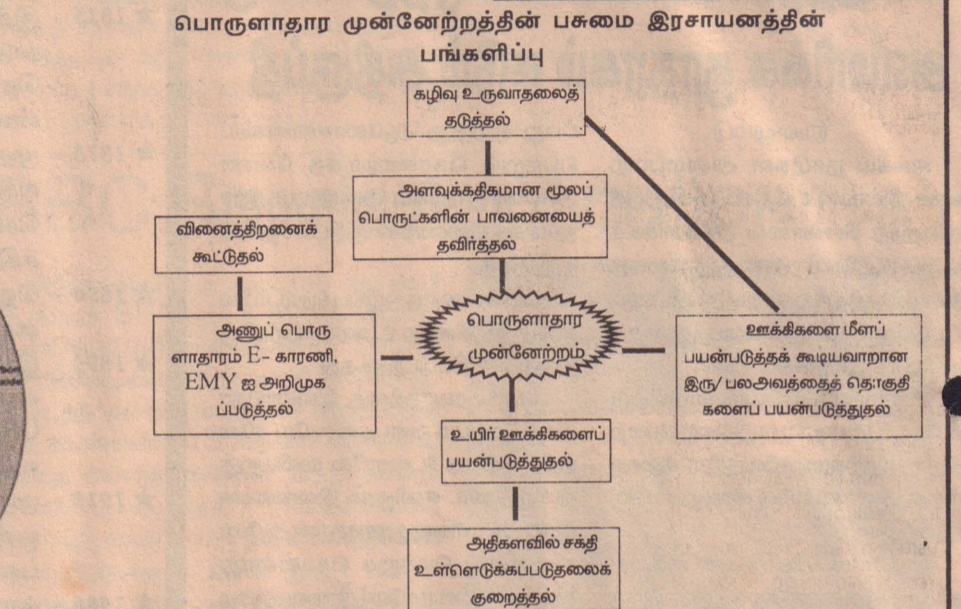 பொருளாதார முன்னேற்றத்தின் பசுமை இரசாயனத்தின்
பங்களிப்பு
கழிவு உருவாதலைத்
தடுத்தல்
அளவுக்கதிகமான மூலப்
பொருட்களின் பாவனையைத்
தவிர்த்தல்
வினைத்திறனைக்
கூட்டுதல்
பொருளாதார
முன்னேற்றம்
அணுப் பொரு
ளாதாரம் E- காரணி,
EMY ஐ அறிமுக
ப்படுத்தல்
ஊக்கிகளை மீளப்
பயன்படுத்தக் கூடியவாறான
இரு/ பலஅவத்தைத் தொகுதி
களைப் பயன்படுத்துதல்
உயிர் ஊக்கிகளைப்
பயன்படுத்துதல்
அதிகளவில் சக்தி
உள்ளெடுக்கப்படுதலைக்
குறைத்தல்